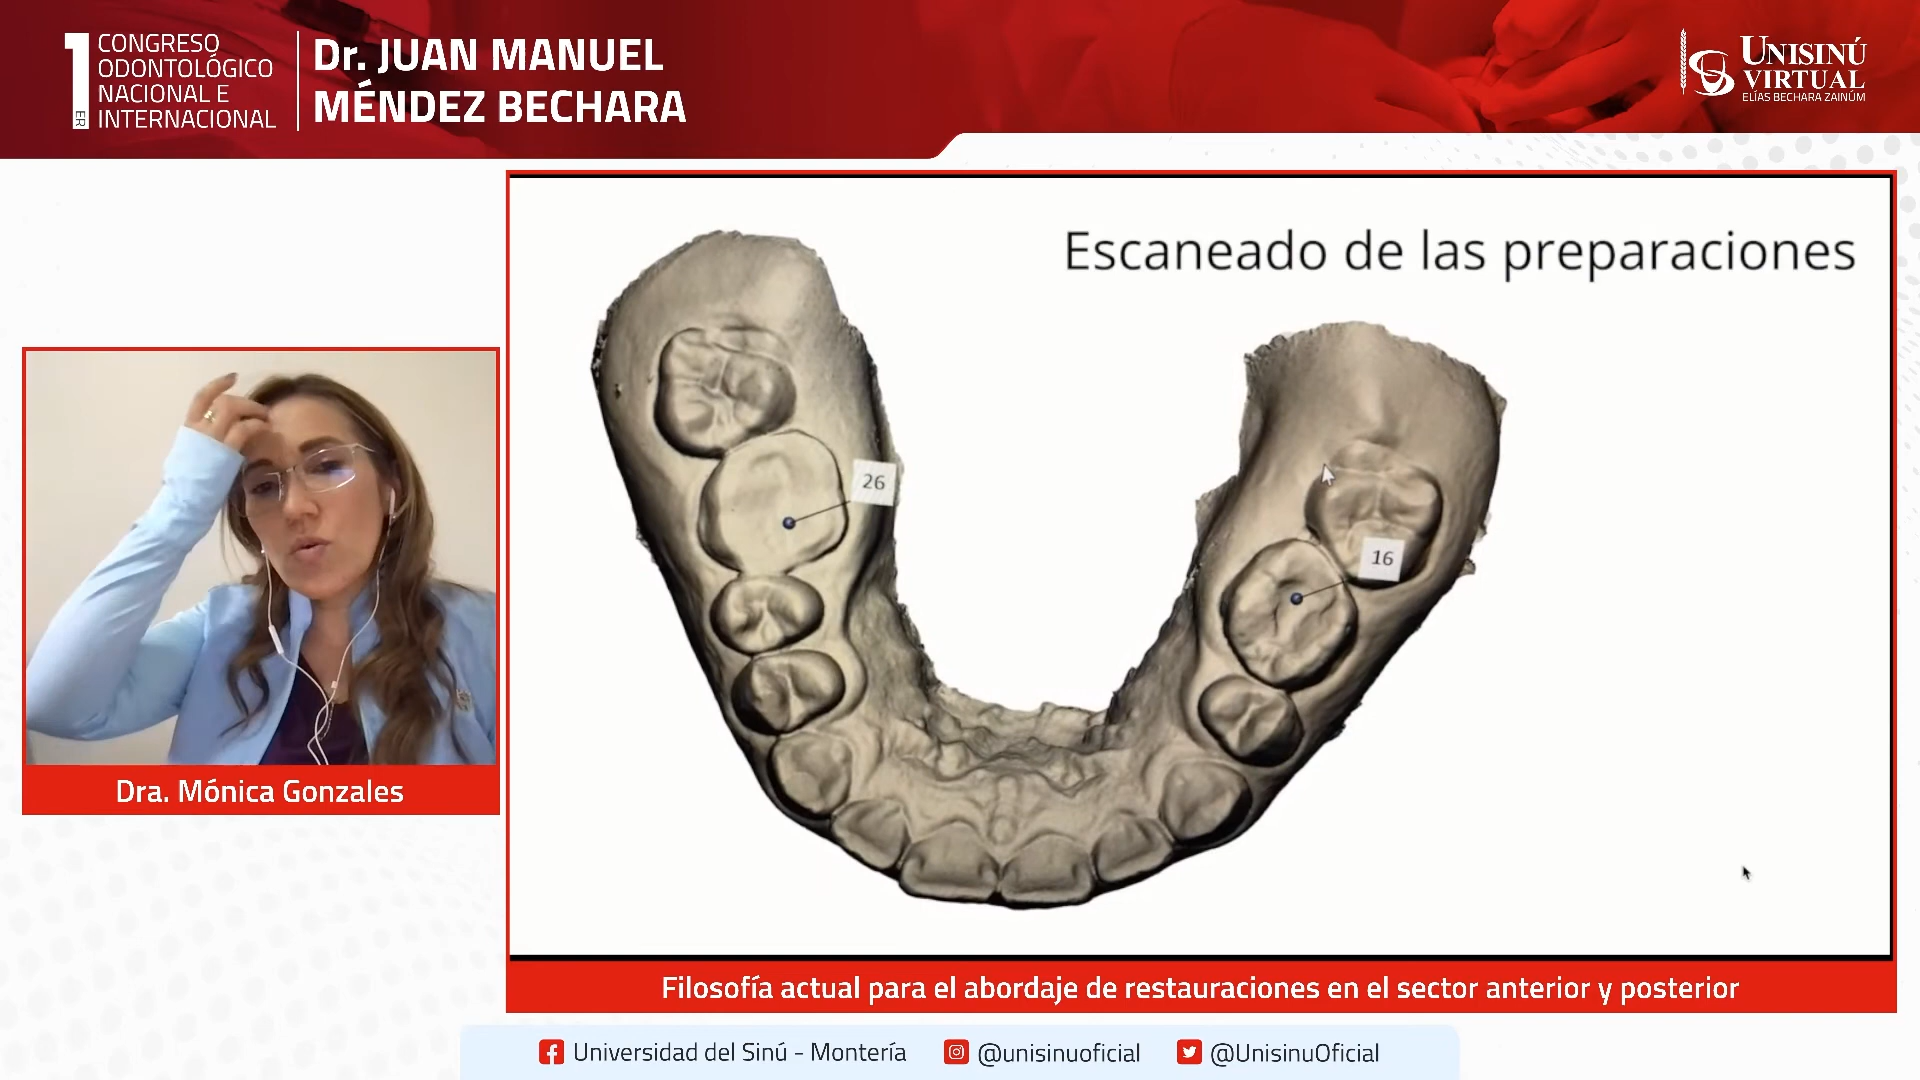 1ER
CONGRESO
ODONTOLÓGICO
NACIONAL E
INTERNACIONAL
Dr. JUAN MANUEL
MÉNDEZ BECHARA
UNISINÚ
VIRTUAL
ELÍAS BECHARA ZAINÚM
Escaneado de las preparaciones
26
16
Dra. Mónica Gonzales
Filosofía actual para el abordaje de restauraciones en el sector anterior y posterior
Universidad del Sinú - Montería
@unisinuoficial
@UnisinuOficial